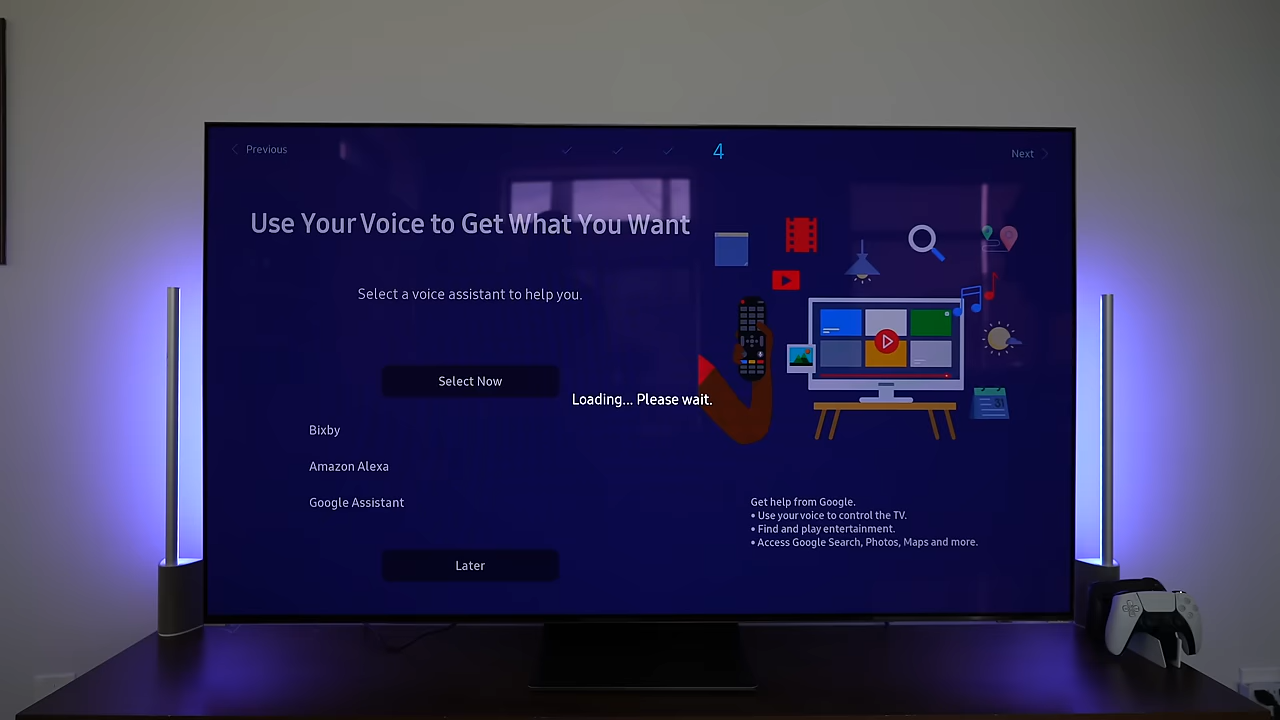 Previous
4
Next
Use Your Voice to Get What You Want
Select a voice assistant to help you.
Select Now
Loading... Please wait.
Bixby
Amazon Alexa
Google Assistant
Later
Get help from Google.
• Use your voice to control the TV.
• Find and play entertainment.
• Access Google Search, Photos, Maps and more.
31